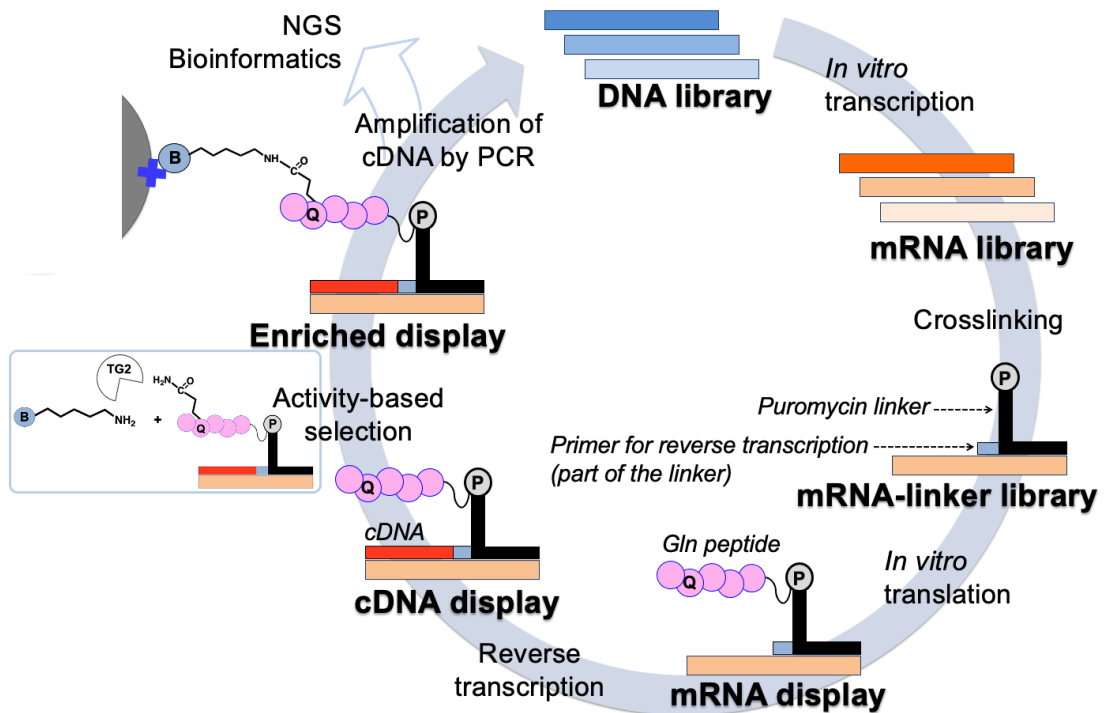 NGS
Bioinformatics
DNA library
In vitro
transcription
Amplification of
cDNA by PCR
B
NH
O
C
Q
P
mRNA library
Enriched display
Crosslinking
P
Puromycin linker
Primer for reverse transcription
(part of the linker)
mRNA-linker library
TG2
H2N
C
O
B
NH2
+
Q
P
Activity-based
selection
Q
P
cDNA
cDNA display
Gln peptide
Q
P
In vitro
translation
mRNA display
Reverse
transcription